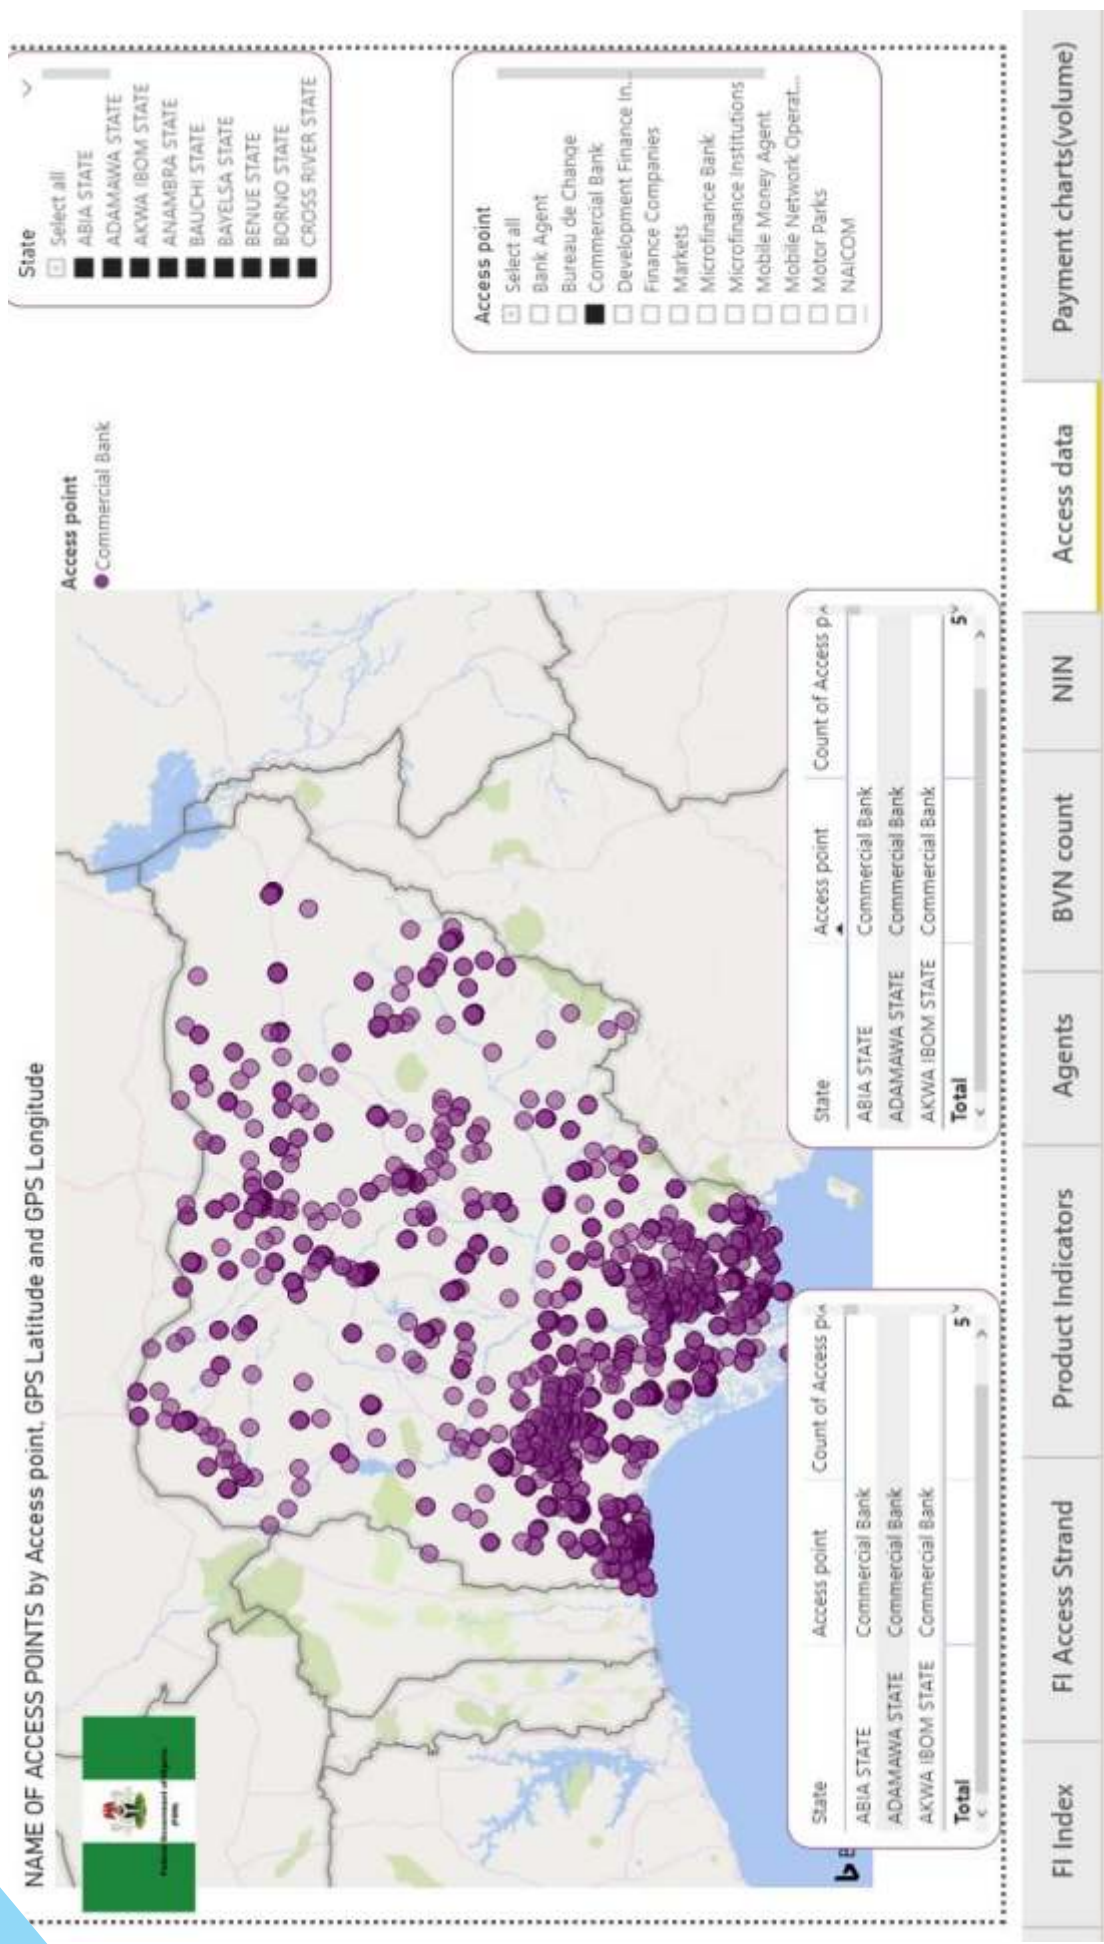 NAME OF ACCESS POINTS by Access point, GPS Latitude and GPS Longitude
Federal Government of Nigeria
Access point
Commercial Bank
State
Select all
ABIA STATE
ADAMAWA STATE
AKWA IBOM STATE
ANAMBRA STATE
BAUCHI STATE
BAYELSA STATE
BENUE STATE
BORNO STATE
CROSS RIVER STATE
Access point
Select all
Bank Agent
Bureau de Change
Commercial Bank
Development Finance In...
Finance Companies
Markets
Microfinance Bank
Microfinance Institutions
Mobile Money Agent
Mobile Network Operat...
Motor Parks
NAICOM
State Access point Count of Access p
ABIA STATE Commercial Bank
ADAMAWA STATE Commercial Bank
AKWA IBOM STATE Commercial Bank
Total 5
State Access point Count of Access p
ABIA STATE Commercial Bank
ADAMAWA STATE Commercial Bank
AKWA IBOM STATE Commercial Bank
Total 5
FI Index FI Access Strand Product Indicators Agents BVN count NIN Access data Payment charts(volume)